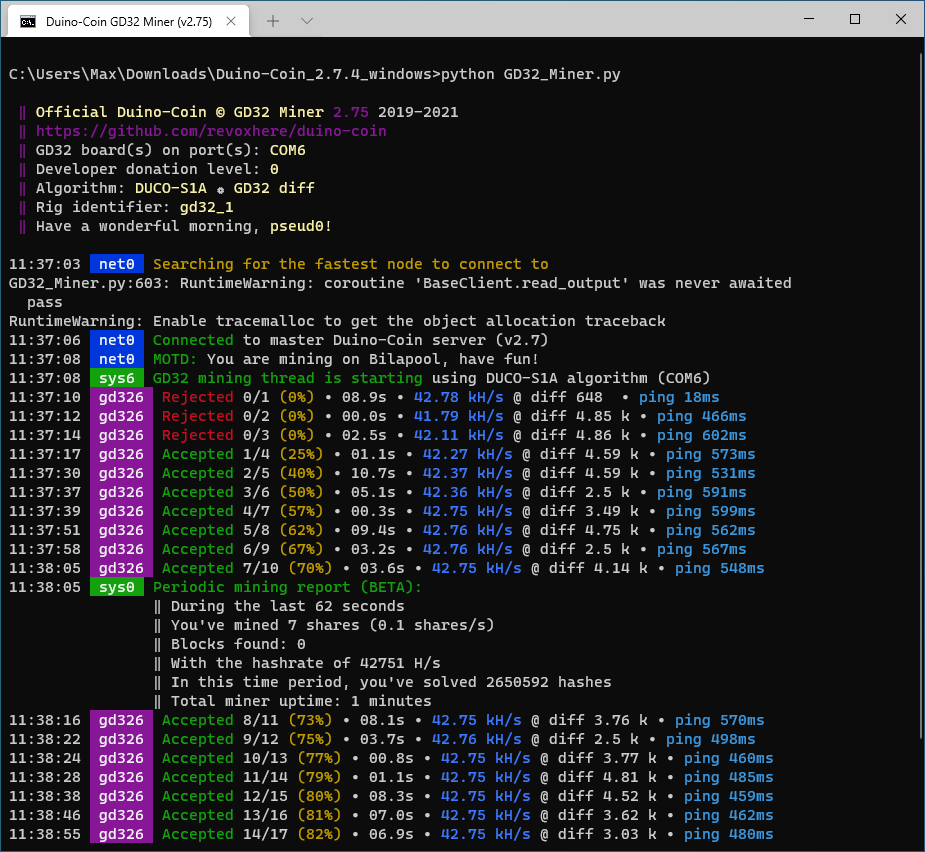 Duino-Coin GD32 Miner (v2.75)
C:\Users\Max\Downloads\Duino-Coin_2.7.4_windows>python GD32_Miner.py
‖ Official Duino-Coin © GD32 Miner 2.75 2019-2021
‖ https://github.com/revoxhere/duino-coin
‖ GD32 board(s) on port(s): COM6
‖ Developer donation level: 0
‖ Algorithm: DUCO-S1A ⚙ GD32 diff
‖ Rig identifier: gd32_1
‖ Have a wonderful morning, pseud0!
11:37:03 net0 Searching for the fastest node to connect to
GD32_Miner.py:603: RuntimeWarning: coroutine 'BaseClient.read_output' was never awaited
pass
RuntimeWarning: Enable tracemalloc to get the object allocation traceback
11:37:06 net0 Connected to master Duino-Coin server (v2.7)
11:37:08 net0 MOTD: You are mining on Bilapool, have fun!
11:37:08 sys6 GD32 mining thread is starting using DUCO-S1A algorithm (COM6)
11:37:10 gd326 Rejected 0/1 (0%) • 08.9s • 42.78 kH/s @ diff 648 • ping 18ms
11:37:12 gd326 Rejected 0/2 (0%) • 00.0s • 41.79 kH/s @ diff 4.85 k • ping 466ms
11:37:14 gd326 Rejected 0/3 (0%) • 02.5s • 42.11 kH/s @ diff 4.86 k • ping 602ms
11:37:17 gd326 Accepted 1/4 (25%) • 01.1s • 42.27 kH/s @ diff 4.59 k • ping 573ms
11:37:30 gd326 Accepted 2/5 (40%) • 10.7s • 42.37 kH/s @ diff 4.59 k • ping 531ms
11:37:37 gd326 Accepted 3/6 (50%) • 05.1s • 42.36 kH/s @ diff 2.5 k • ping 591ms
11:37:39 gd326 Accepted 4/7 (57%) • 00.3s • 42.75 kH/s @ diff 3.49 k • ping 599ms
11:37:51 gd326 Accepted 5/8 (62%) • 09.4s • 42.76 kH/s @ diff 4.75 k • ping 562ms
11:37:58 gd326 Accepted 6/9 (67%) • 03.2s • 42.76 kH/s @ diff 2.5 k • ping 567ms
11:38:05 gd326 Accepted 7/10 (70%) • 03.6s • 42.75 kH/s @ diff 4.14 k • ping 548ms
11:38:05 sys0 Periodic mining report (BETA):
‖ During the last 62 seconds
‖ You've mined 7 shares (0.1 shares/s)
‖ Blocks found: 0
‖ With the hashrate of 42751 H/s
‖ In this time period, you've solved 2650592 hashes
‖ Total miner uptime: 1 minutes
11:38:16 gd326 Accepted 8/11 (73%) • 08.1s • 42.75 kH/s @ diff 3.76 k • ping 570ms
11:38:22 gd326 Accepted 9/12 (75%) • 03.7s • 42.76 kH/s @ diff 2.5 k • ping 498ms
11:38:24 gd326 Accepted 10/13 (77%) • 00.8s • 42.75 kH/s @ diff 3.77 k • ping 460ms
11:38:28 gd326 Accepted 11/14 (79%) • 01.1s • 42.75 kH/s @ diff 4.81 k • ping 485ms
11:38:38 gd326 Accepted 12/15 (80%) • 08.3s • 42.75 kH/s @ diff 4.52 k • ping 459ms
11:38:46 gd326 Accepted 13/16 (81%) • 07.0s • 42.75 kH/s @ diff 3.62 k • ping 462ms
11:38:55 gd326 Accepted 14/17 (82%) • 06.9s • 42.75 kH/s @ diff 3.03 k • ping 480ms